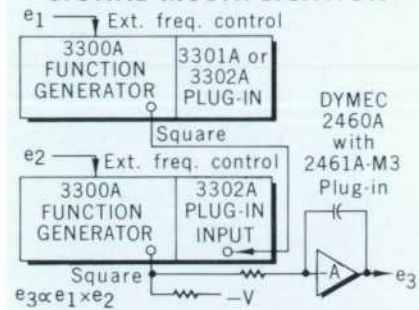 e1 Ext. freq. control
3300A
FUNCTION
GENERATOR
3301A or
3302A
PLUG-IN
Square
DYMEC
2460A
with
2461A-M3
Plug-in
e2 Ext. freq. control
3300A
FUNCTION
GENERATOR
3302A
PLUG-IN
INPUT
Square
–V
–A
e3
e3∝e1×e2